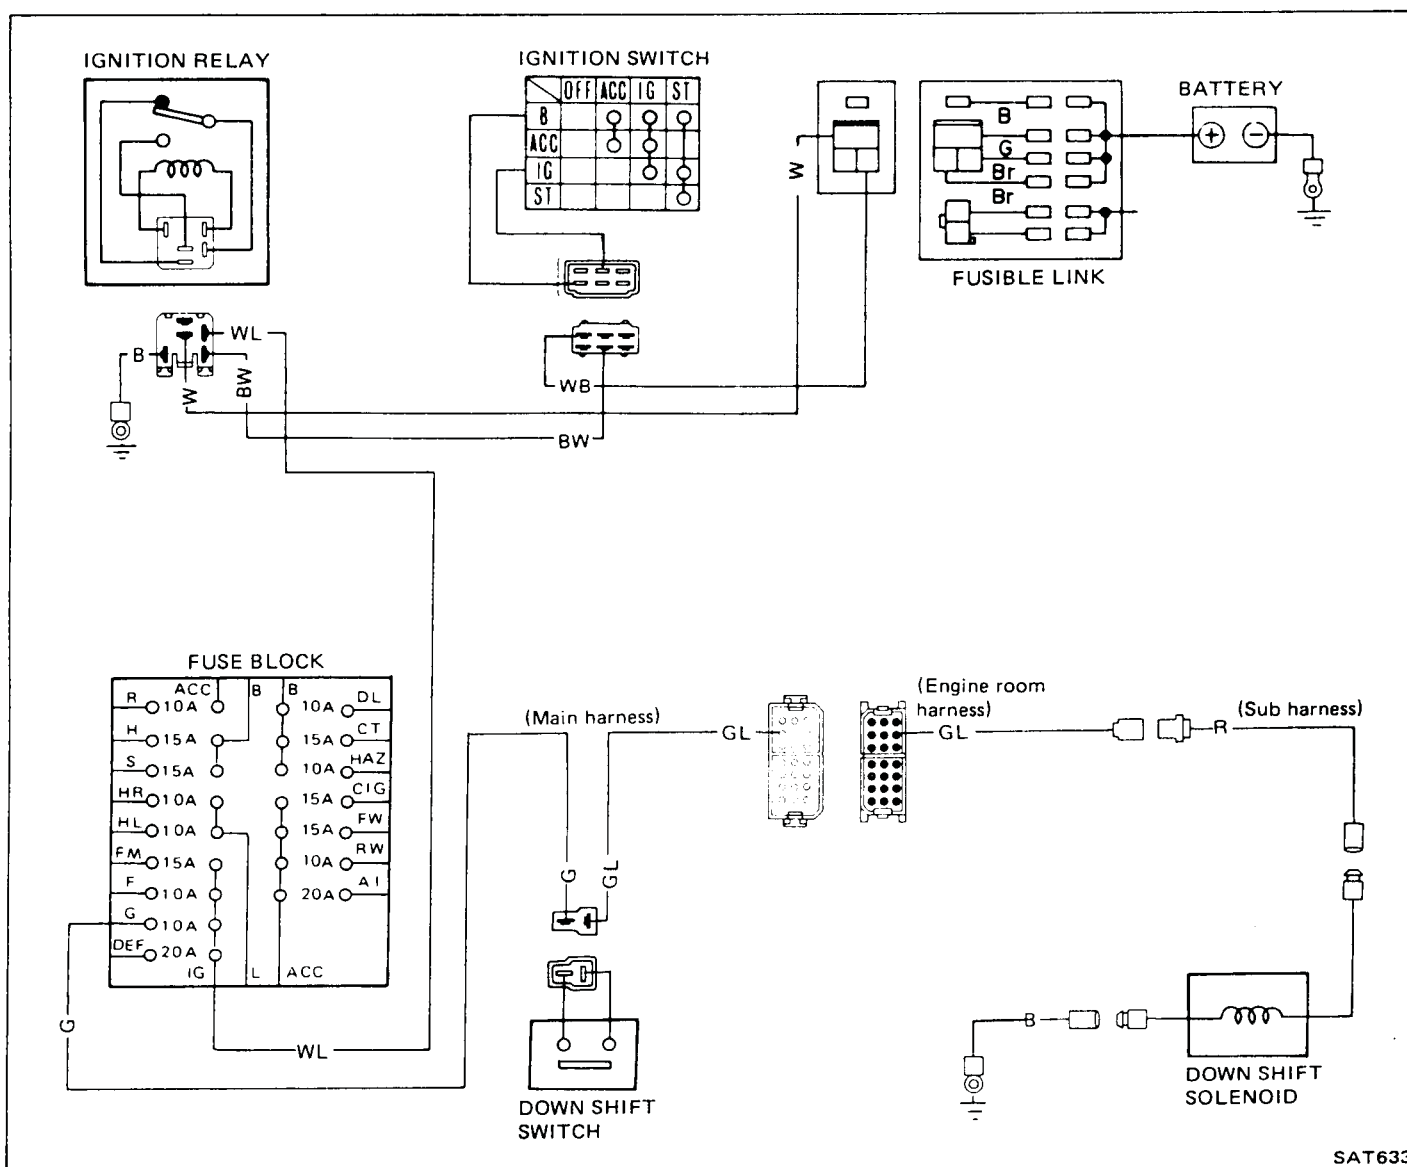 IGNITION RELAY
IGNITION SWITCH
OFF ACC IG ST
B
ACC
IG
ST
W
B
G
Br
Br
FUSIBLE LINK
BATTERY
+ −
WL
B
W
BW
WB
BW
FUSE BLOCK
ACC B B
R 10A 10A DL
H 15A 15A CT
S 15A 10A HAZ
HR 10A 15A CIG
HL 10A 15A FW
FM 15A 10A RW
F 10A 20A AI
G 10A
DEF 20A
IG L ACC
G
WL
(Main harness)
G
GL
GL
(Engine room
harness)
GL
(Sub harness)
R
DOWN SHIFT
SWITCH
B
DOWN SHIFT
SOLENOID
SAT633